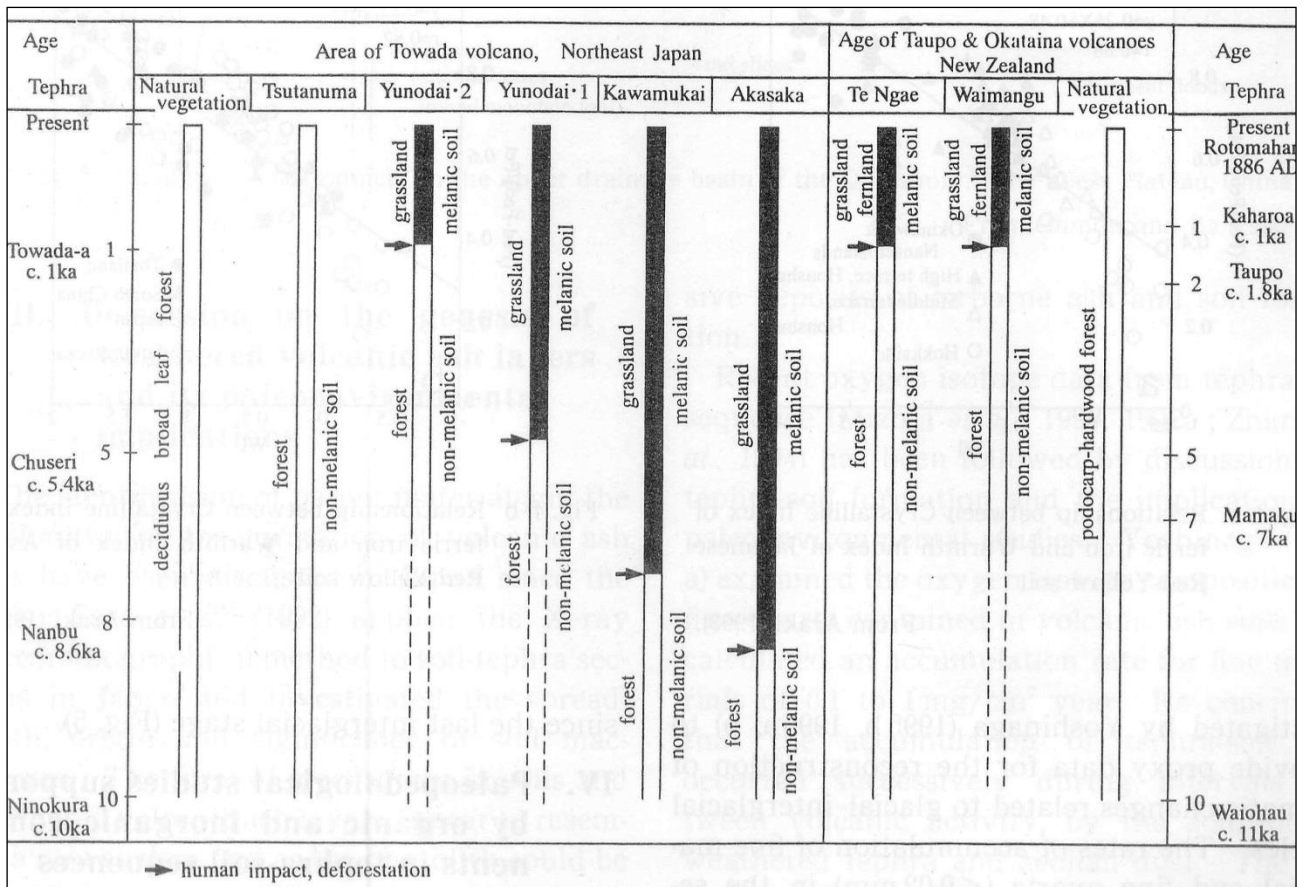 Age
Tephra
Area of Towada volcano, Northeast Japan
Age of Taupo & Okataina volcanoes
New Zealand
Age
Tephra
Natural
vegetation
Tsutanuma
Yunodai·2
Yunodai·1
Kawamukai
Akasaka
Te Ngae
Waimangu
Natural
vegetation
Present
Towada-a
c. 1ka
1
Chuseri
c. 5.4ka
5
Nanbu
c. 8.6ka
8
Ninokura
c.10ka
10
deciduous broad leaf forest
forest
non-melanic soil
grassland
melanic soil
forest
non-melanic soil
grassland
melanic soil
forest
non-melanic soil
grassland
melanic soil
forest
non-melanic soil
grassland
melanic soil
forest
non-melanic soil
grassland
fernland
melanic soil
forest
non-melanic soil
grassland
fernland
melanic soil
forest
non-melanic soil
podocarp-hardwood forest
Present
Rotomahan
1886 AD
1
Kaharoa
c. 1ka
2
Taupo
c. 1.8ka
5
7
Mamaku
c. 7ka
10
Waiohau
c. 11ka
human impact, deforestation